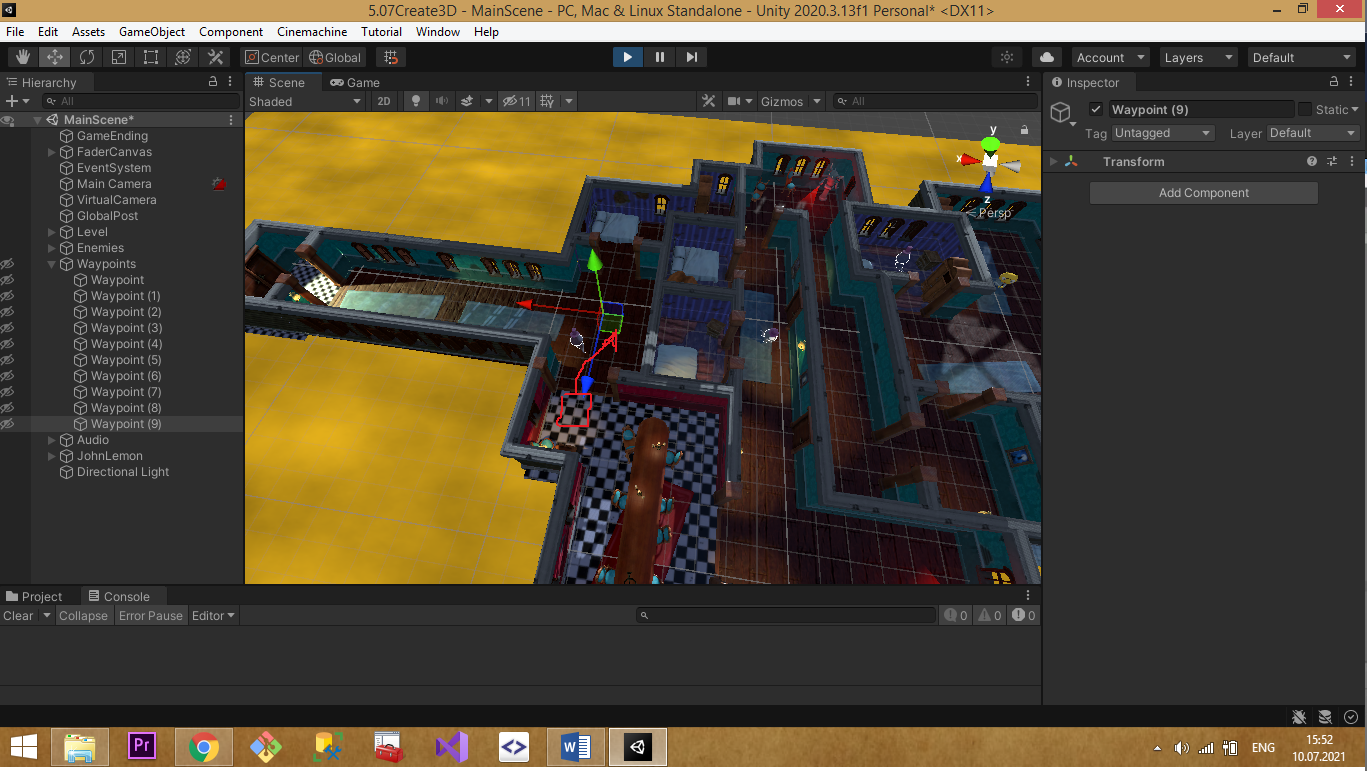 5.07Create3D - MainScene - PC, Mac & Linux Standalone - Unity 2020.3.13f1 Personal* <DX11>
File Edit Assets GameObject Component Cinemachine Tutorial Window Help
Center Global Account Layers Default
Hierarchy
All
MainScene*
GameEnding
FaderCanvas
EventSystem
Main Camera
VirtualCamera
GlobalPost
Level
Enemies
Waypoints
Waypoint
Waypoint (1)
Waypoint (2)
Waypoint (3)
Waypoint (4)
Waypoint (5)
Waypoint (6)
Waypoint (7)
Waypoint (8)
Waypoint (9)
Audio
JohnLemon
Directional Light
Scene Game
Shaded 2D 11 Gizmos All
y
x
z
Persp
Inspector
Waypoint (9) Static
Tag Untagged Layer Default
Transform
Add Component
Project Console
Clear Collapse Error Pause Editor 0 0 0
Pr
ENG
15:52
10.07.2021